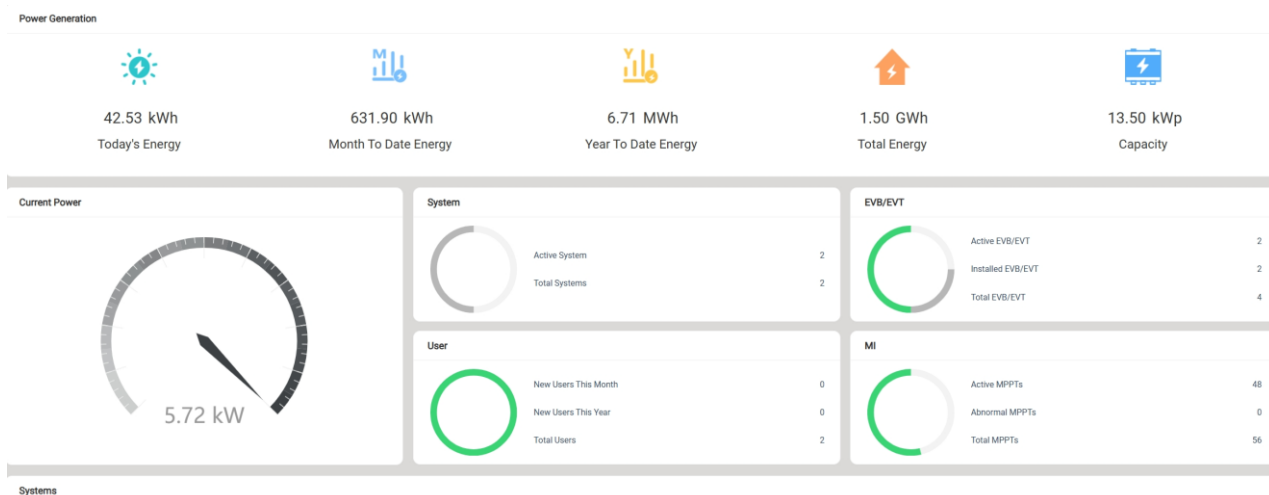 Power Generation
M
Y
42.53 kWh
631.90 kWh
6.71 MWh
1.50 GWh
13.50 kWp
Today's Energy
Month To Date Energy
Year To Date Energy
Total Energy
Capacity
Current Power
5.72 kW
System
Active System 2
Total Systems 2
EVB/EVT
Active EVB/EVT 2
Installed EVB/EVT 2
Total EVB/EVT 4
User
New Users This Month 0
New Users This Year 0
Total Users 2
MI
Active MPPTs 48
Abnormal MPPTs 0
Total MPPTs 56
Systems